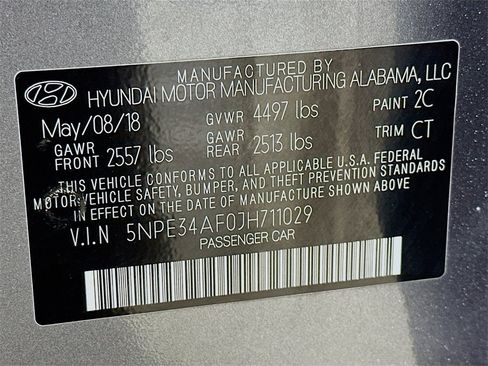 MANUFACTURED BY
HYUNDAI MOTOR MANUFACTURING ALABAMA, LLC
May/08/18 GVWR 4497 lbs PAINT 2C
GAWR FRONT 2557 lbs GAWR REAR 2513 lbs TRIM CT
THIS VEHICLE CONFORMS TO ALL APPLICABLE U.S.A. FEDERAL
MOTOR VEHICLE SAFETY, BUMPER, AND THEFT PREVENTION STANDARDS
IN EFFECT ON THE DATE OF MANUFACTURE SHOWN ABOVE.
V.I.N 5NPE34AF0JH711029
PASSENGER CAR